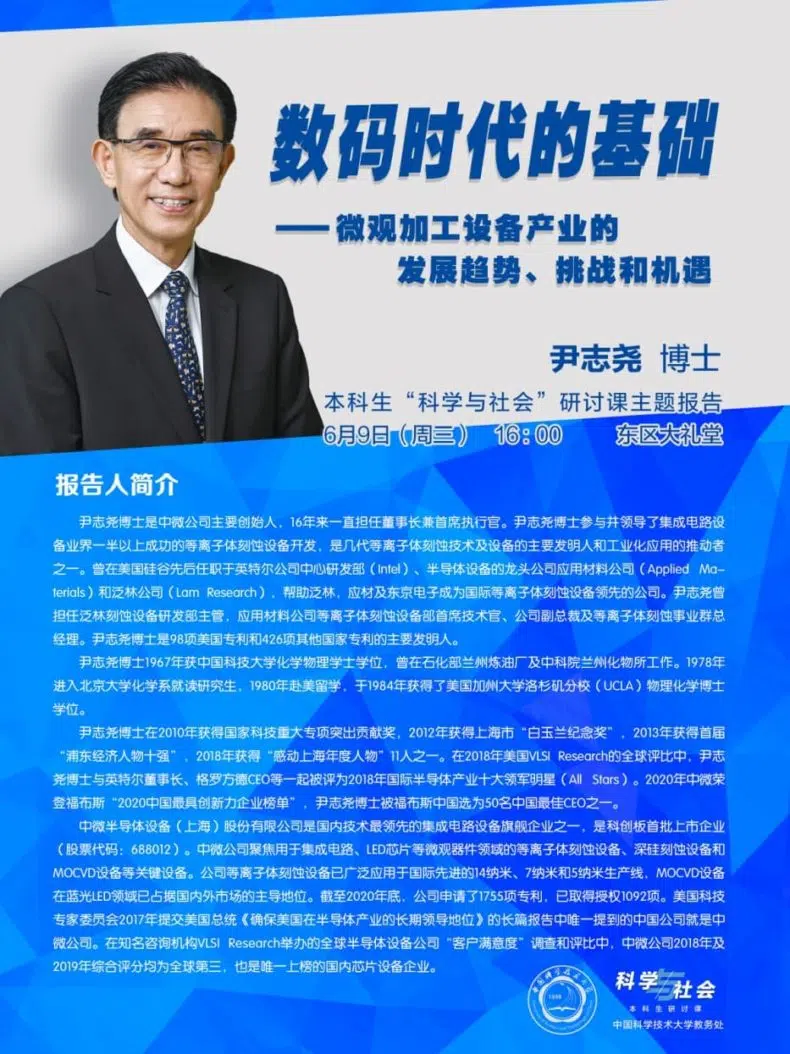 数码时代的基础
——微观加工设备产业的
发展趋势、挑战和机遇
尹志尧 博士
本科生“科学与社会”研讨课主题报告
6月9日（周三） 16：00 东区大礼堂
报告人简介
尹志尧博士是中微公司主要创始人，16年来一直担任董事长兼首席执行官。尹志尧博士参与并领导了集成电路设
备业界一半以上成功的等离子体刻蚀设备开发，是几代等离子体刻蚀技术及设备的主要发明人和工业化应用的推动者
之一。曾在美国硅谷先后任职于英特尔公司中心研发部（Intel）、半导体设备的龙头公司应用材料公司（Applied Ma-
terials）和泛林公司（Lam Research），帮助泛林，应材及东京电子成为国际等离子体刻蚀设备领先的公司。尹志尧曾
担任泛林刻蚀设备研发部主管，应用材料公司等离子体刻蚀设备部首席技术官、公司副总裁及等离子体刻蚀事业群总
经理。尹志尧博士是98项美国专利和426项其他国家专利的主要发明人。
尹志尧博士1967年获中国科技大学化学物理学士学位，曾在石化部兰州炼油厂及中科院兰州化物所工作。1978年
进入北京大学化学系就读研究生，1980年赴美留学，于1984年获得了美国加州大学洛杉矶分校（UCLA）物理化学博士
学位。
尹志尧博士在2010年获得国家科技重大专项突出贡献奖，2012年获得上海市“白玉兰纪念奖”，2013年获得首届
“浦东经济人物十强”，2018年获得“感动上海年度人物”11人之一。在2018年美国VLSI Research的全球评比中，尹志
尧博士与英特尔董事长、格罗方德CEO等一起被评为2018年国际半导体产业十大领军明星（All Stars）。2020年中微荣
登福布斯“2020中国最具创新力企业榜单”，尹志尧博士被福布斯中国选为50名中国最佳CEO之一。
中微半导体设备（上海）股份有限公司是国内技术最领先的集成电路设备旗舰企业之一，是科创板首批上市企业
（股票代码：688012）。中微公司聚焦用于集成电路、LED芯片等微观器件领域的等离子体刻蚀设备、深硅刻蚀设备和
MOCVD设备等关键设备。公司等离子体刻蚀设备已广泛应用于国际先进的14纳米、7纳米和5纳米生产线，MOCVD设备
在蓝光LED领域已占据国内外市场的主导地位。截至2020年底，公司申请了1755项专利，已取得授权1092项。美国科技
专家委员会2017年提交美国总统《确保美国在半导体产业的长期领导地位》的长篇报告中唯一提到的中国公司就是中
微公司。在知名咨询机构VLSI Research举办的全球半导体设备公司“客户满意度”调查和评比中，中微公司2018年及
2019年综合评分均为全球第三，也是唯一上榜的国内芯片设备企业。
1958
科学与社会
本科生研讨课
中国科学技术大学教务处